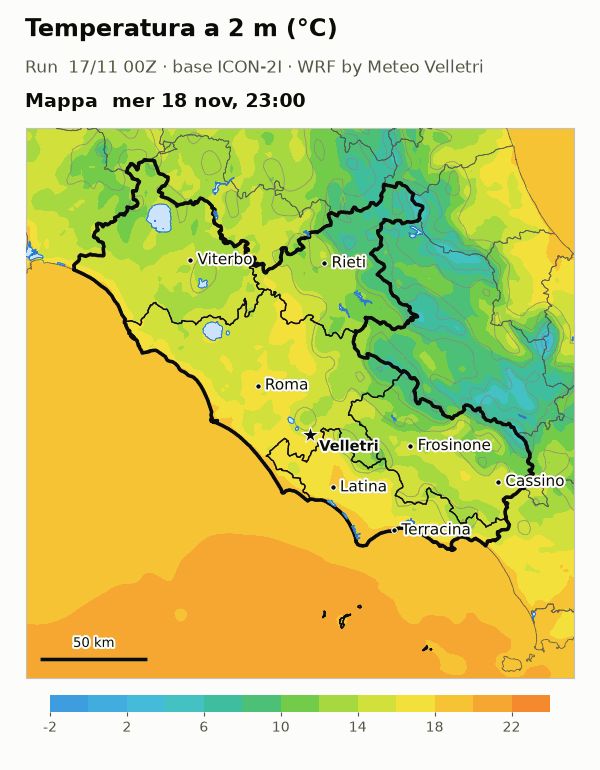 Temperatura a 2 m (°C)
Run  17/11 00Z · base ICON-2I · WRF by Meteo Velletri
Mappa  mer 18 nov, 23:00
Viterbo
Rieti
Roma
Velletri
Frosinone
Latina
Cassino
Terracina
50 km
-2 2 6 10 14 18 22